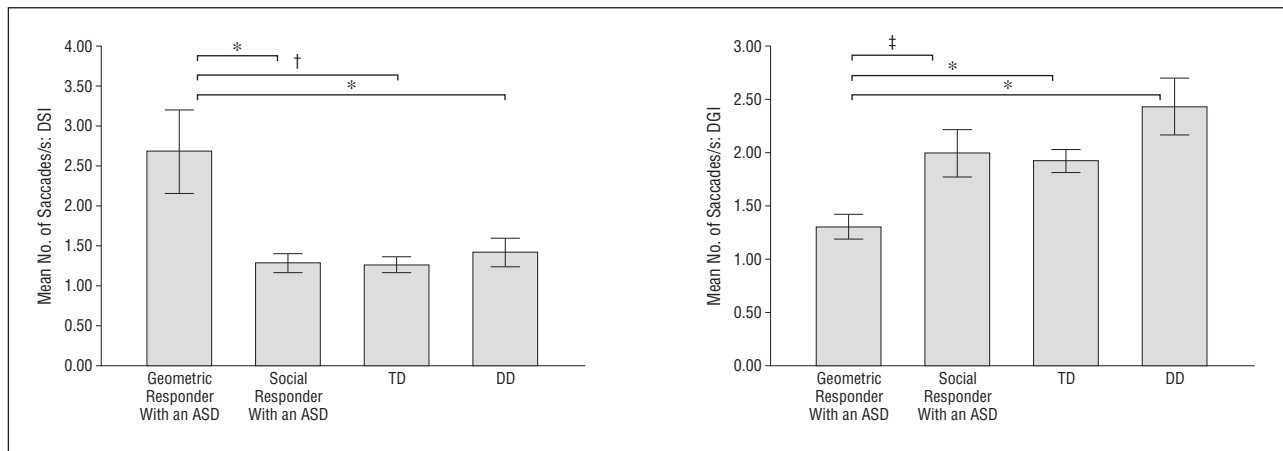 Mean No. of Saccades/s: DSI
4.00
3.50
3.00
2.50
2.00
1.50
1.00
0.50
0.00
*
†
*
Geometric
Responder
With an ASD
Social
Responder
With an ASD
TD
DD
Mean No. of Saccades/s: DGI
3.00
2.50
2.00
1.50
1.00
0.50
0.00
‡
*
*
Geometric
Responder
With an ASD
Social
Responder
With an ASD
TD
DD